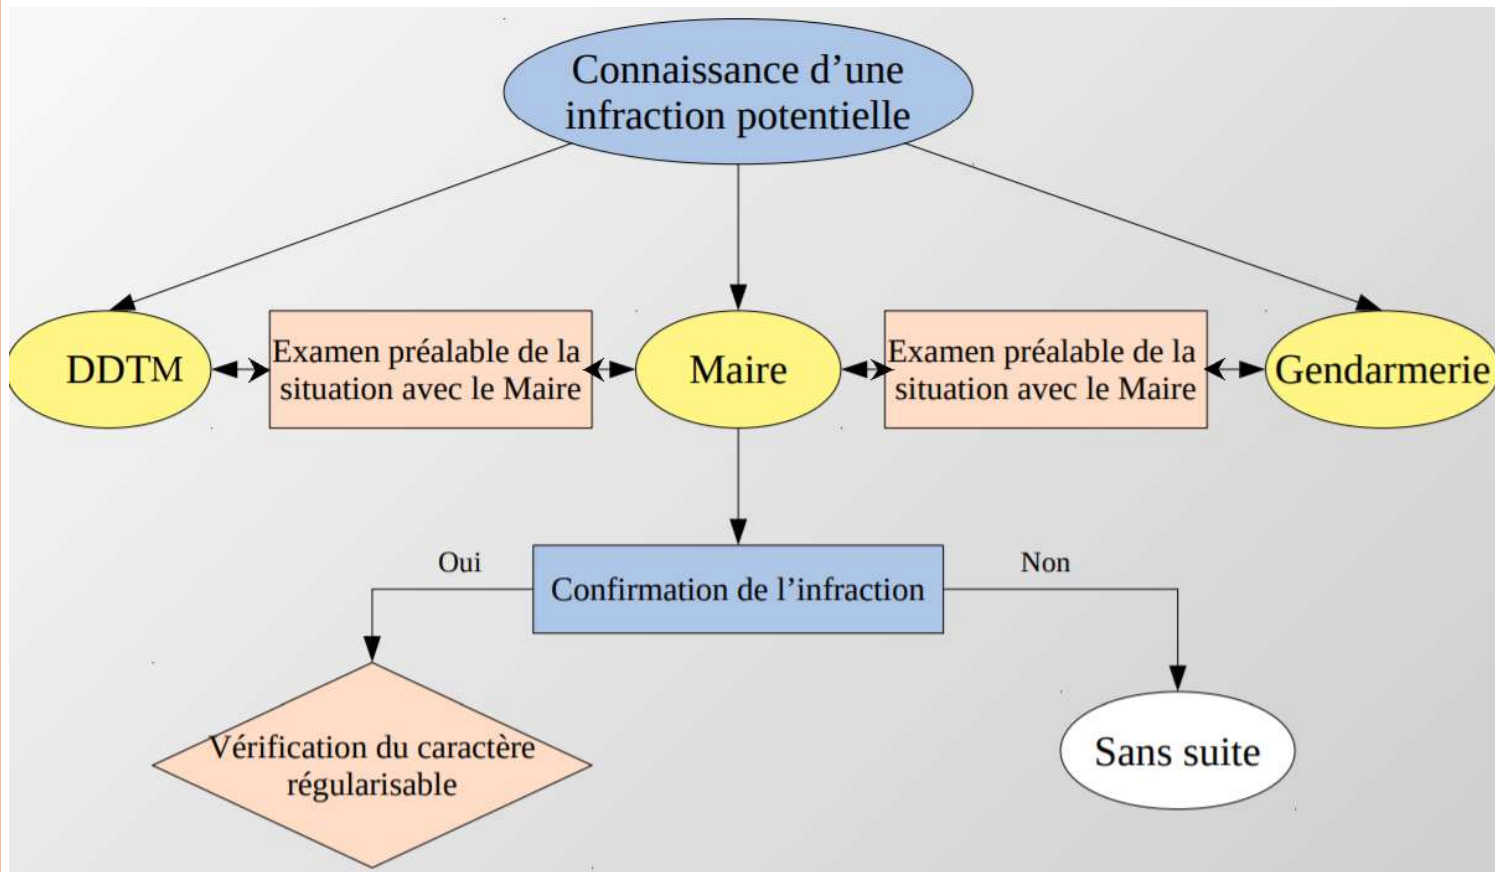 Connaissance d’une
infraction potentielle
DDTM
Examen préalable de la
situation avec le Maire
Maire
Examen préalable de la
situation avec le Maire
Gendarmerie
Oui
Confirmation de l’infraction
Non
Vérification du caractère
régularisable
Sans suite